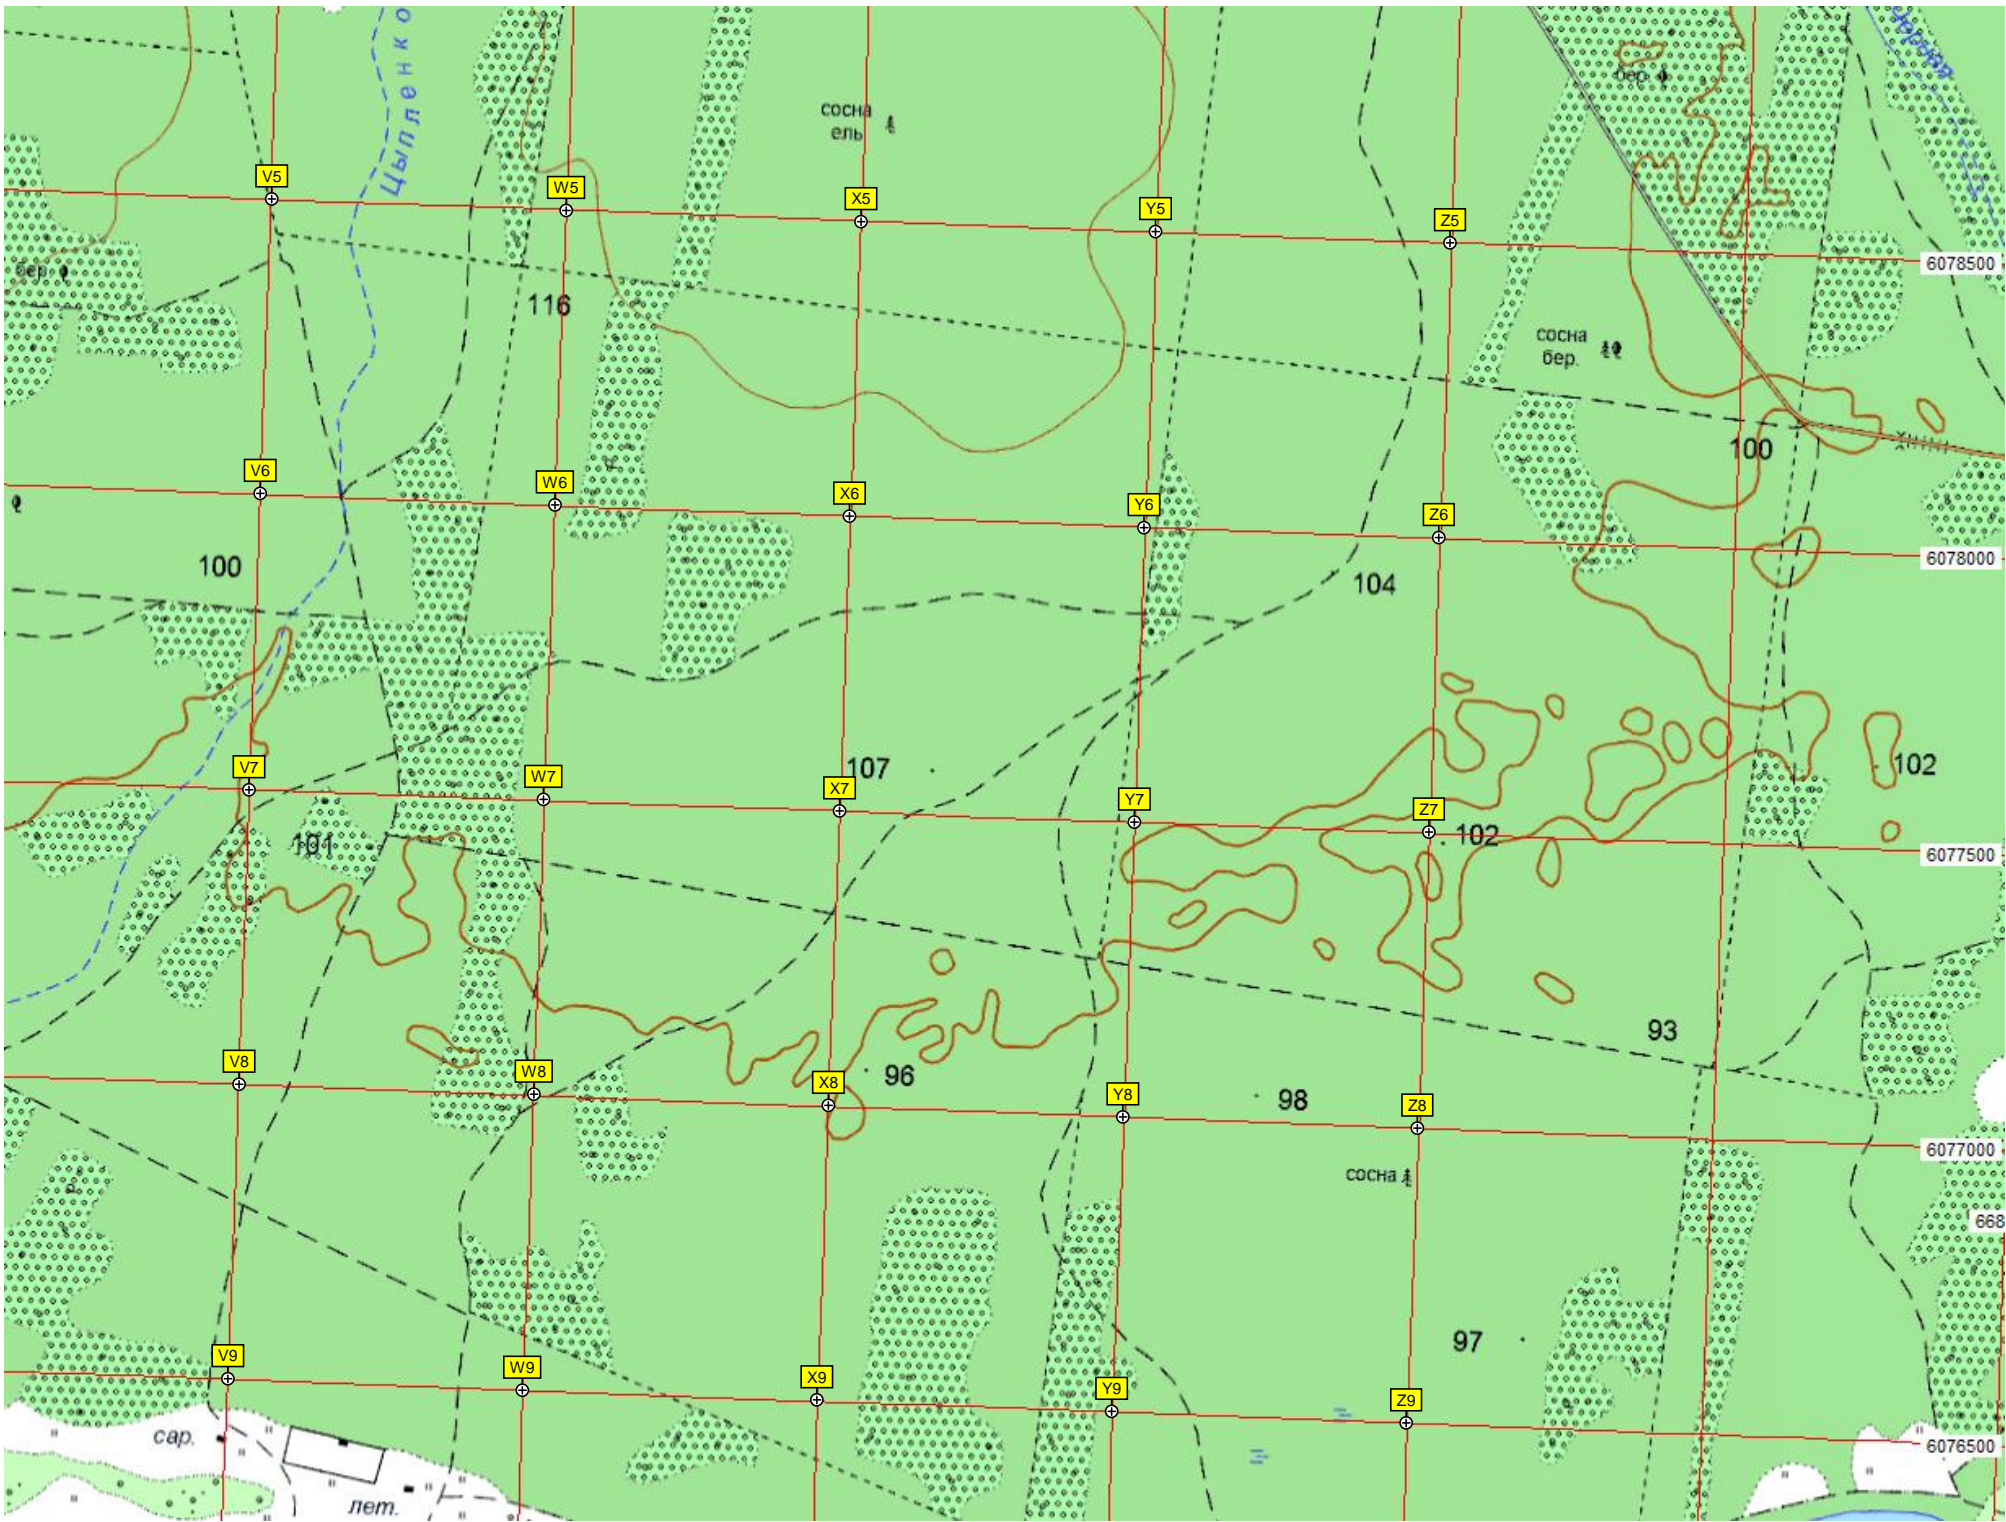 Цыпленко
бер.
сосна
ель
V5
W5
X5
Y5
Z5
6078500
бер.
116
сосна
бер.
100
V6
W6
X6
Y6
Z6
6078000
100
104
V7
W7
107
X7
Y7
Z7
102
102
101
6077500
93
V8
W8
X8
96
Y8
98
Z8
6077000
сосна
668
97
V9
W9
X9
Y9
Z9
6076500
сар.
лет.